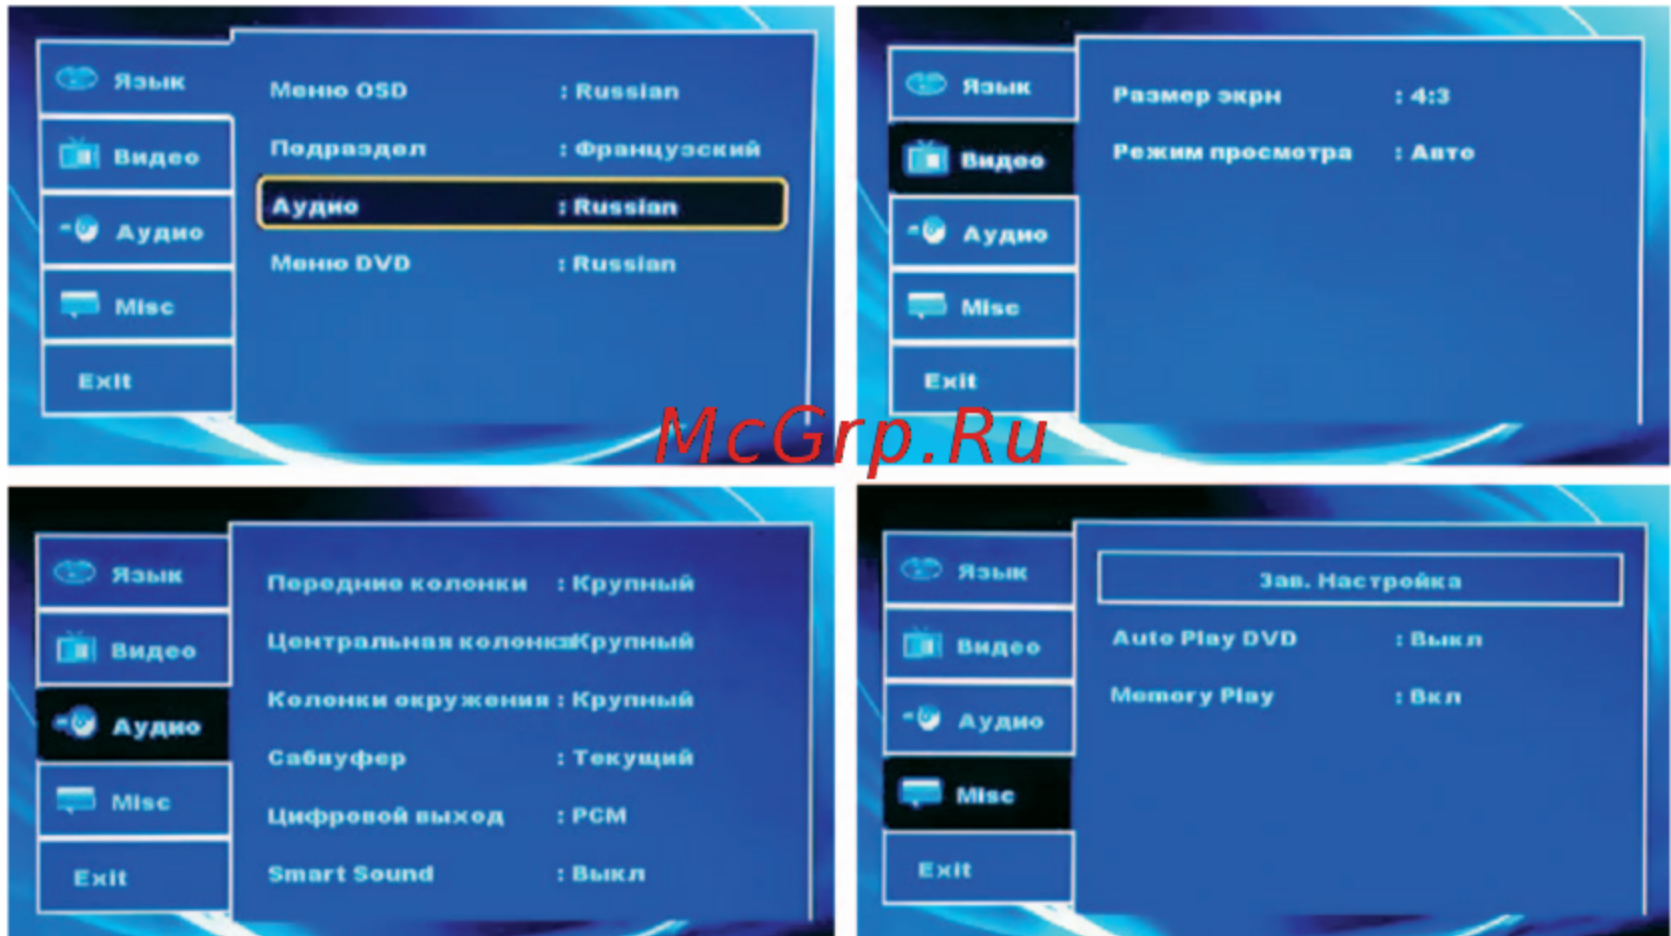 Язык
Видео
Аудио
Misc
Exit
Меню OSD : Russian
Подраздел : Французский
Аудио : Russian
Меню DVD : Russian
Язык
Видео
Аудио
Misc
Exit
Размер экрн : 4:3
Режим просмотра : Авто
McGrp.Ru
Язык
Видео
Аудио
Misc
Exit
Передние колонки : Крупный
Центральная колонка: Крупный
Колонки окружения : Крупный
Сабвуфер : Текущий
Цифровой выход : PCM
Smart Sound : Выкл
Язык
Видео
Аудио
Misc
Exit
Зав. Настройка
Auto Play DVD : Выкл
Memory Play : Вкл